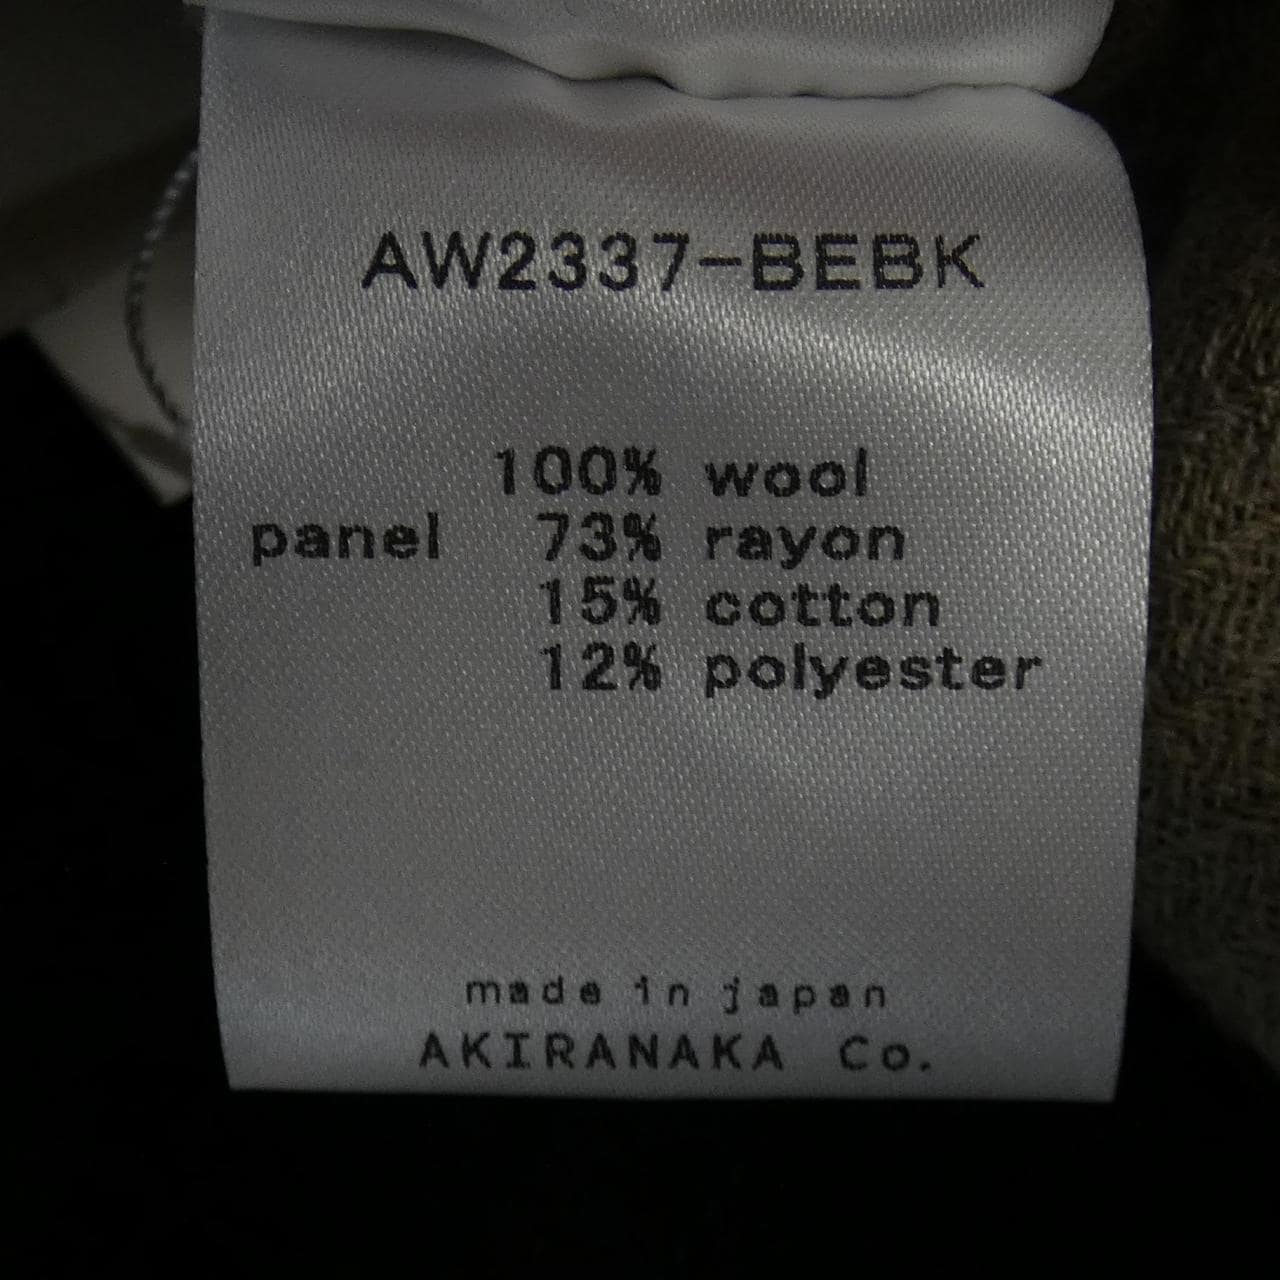 AW2337-BEBK
100% wool
panel 73% rayon
15% cotton
12% polyester
made in japan
AKIRANAKA Co.